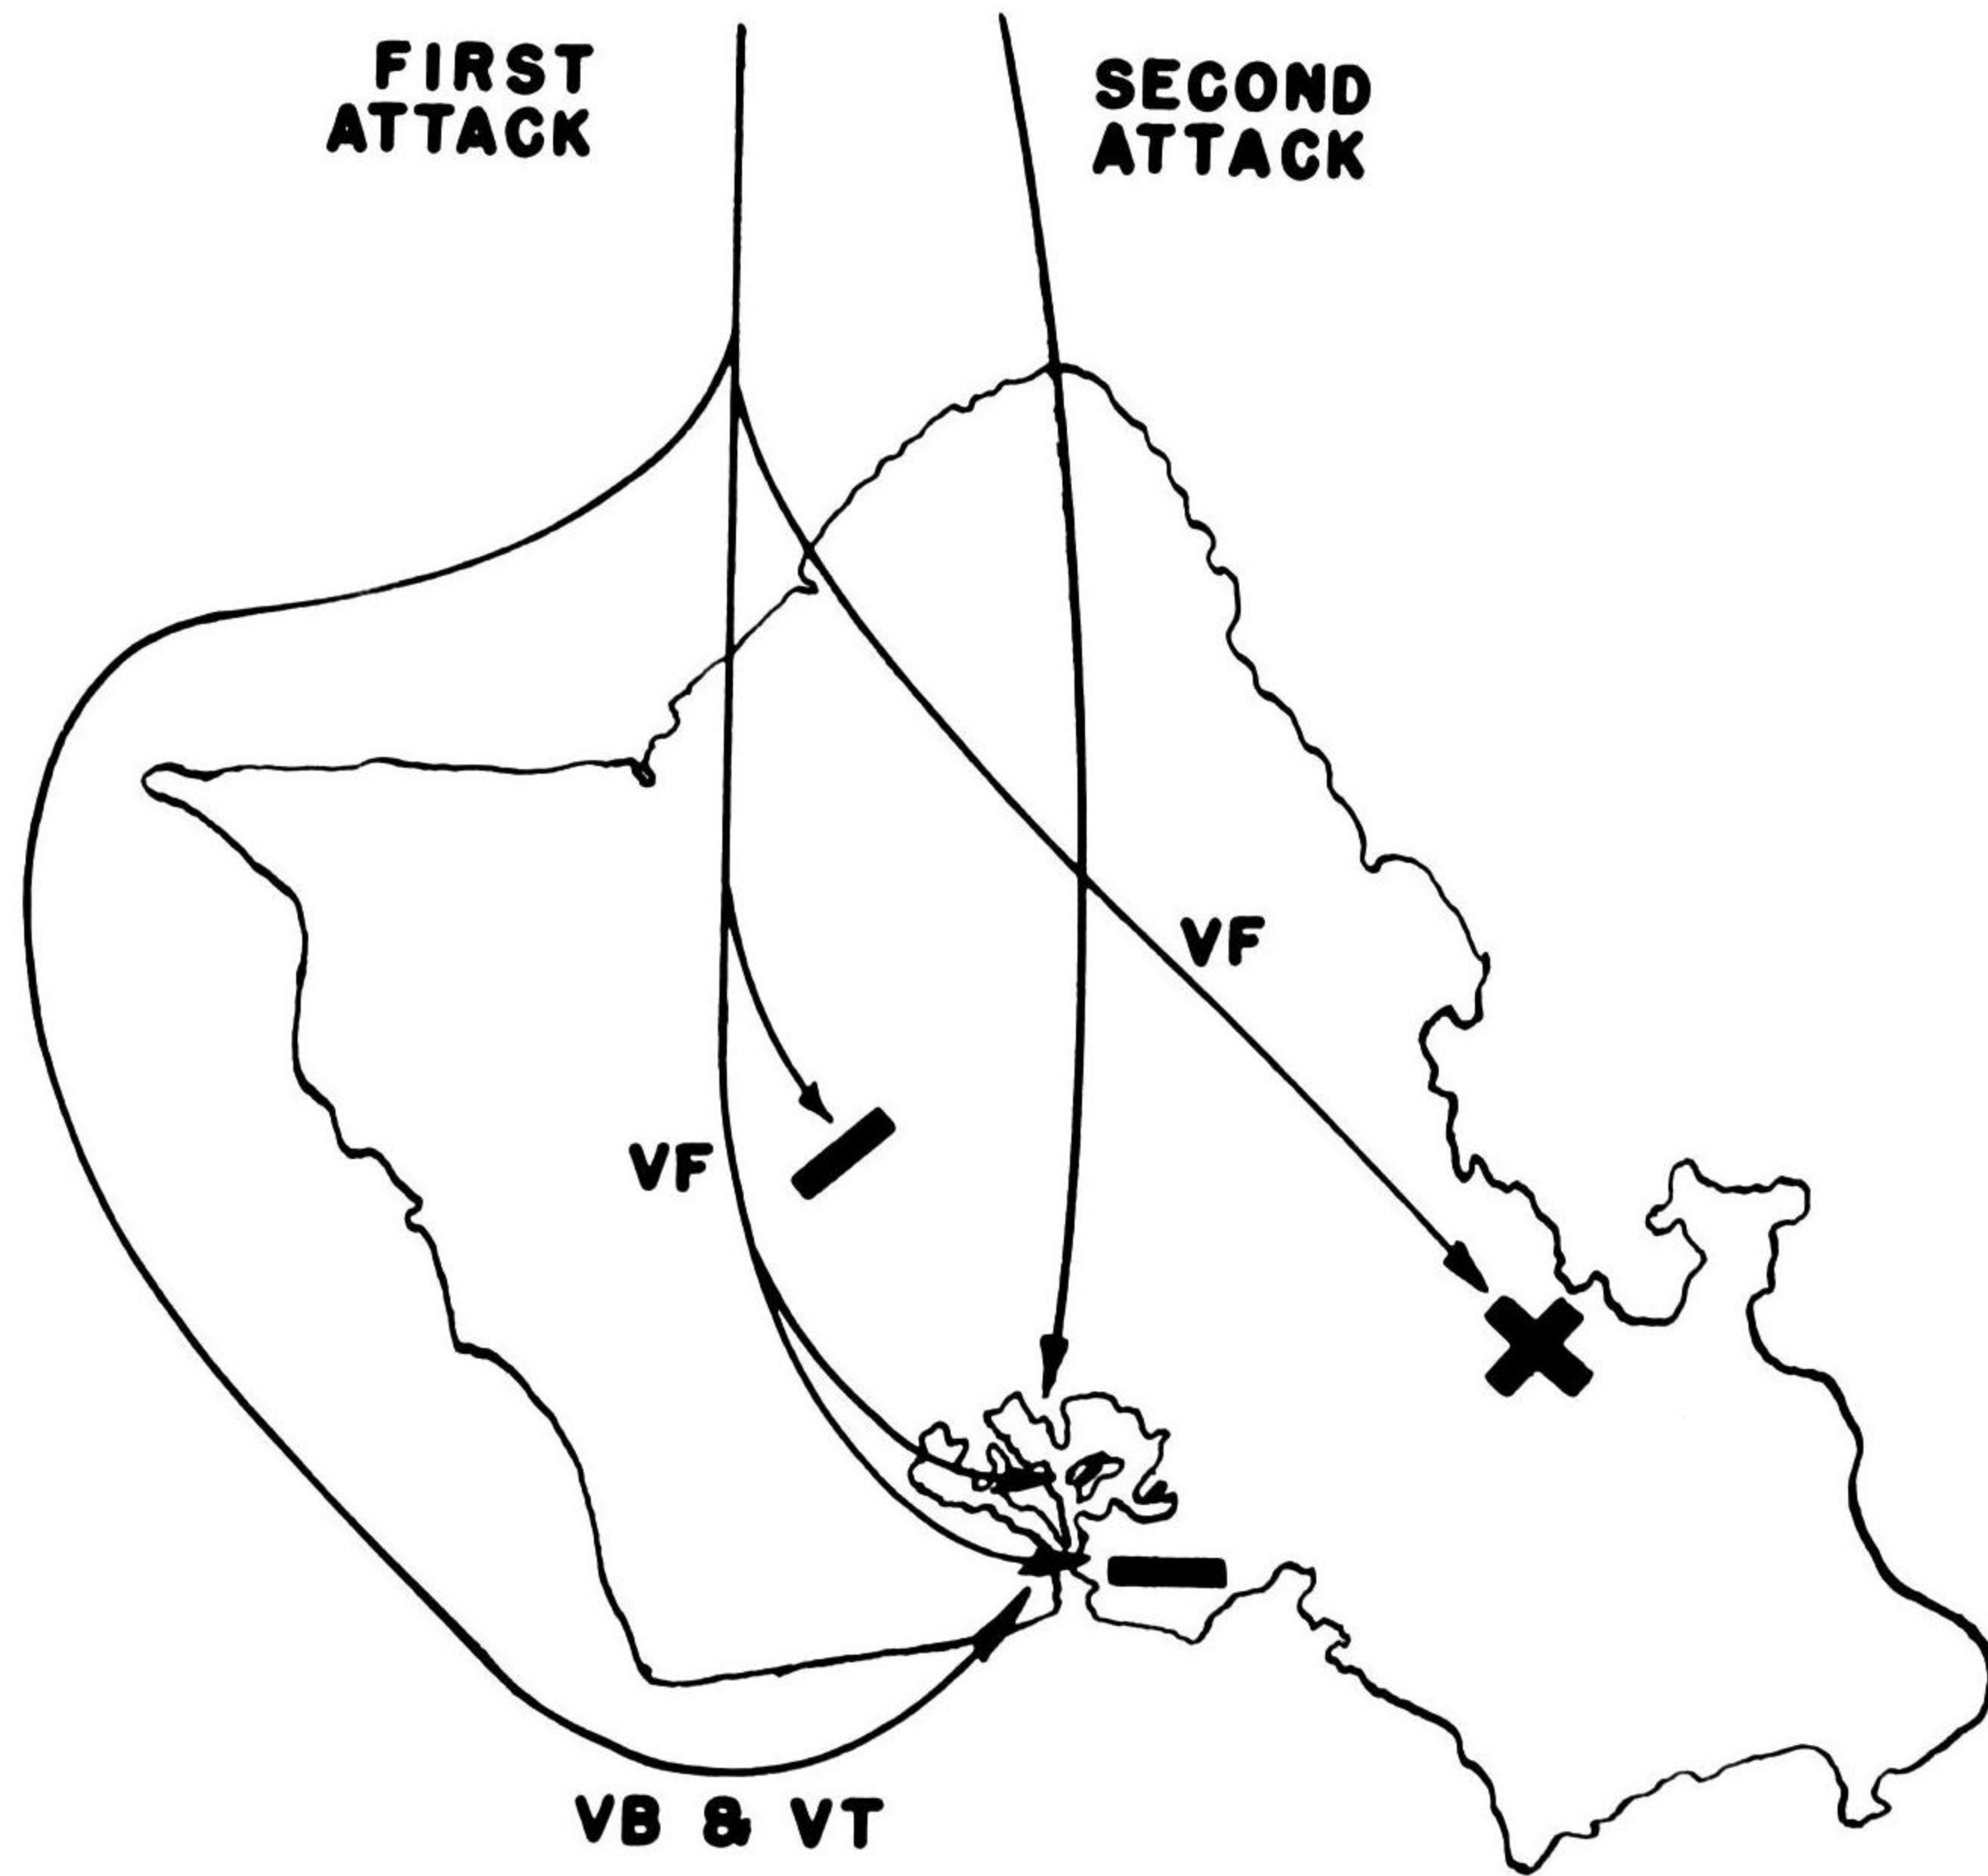 FIRST
ATTACK
SECOND
ATTACK
VF
VF
VB & VT